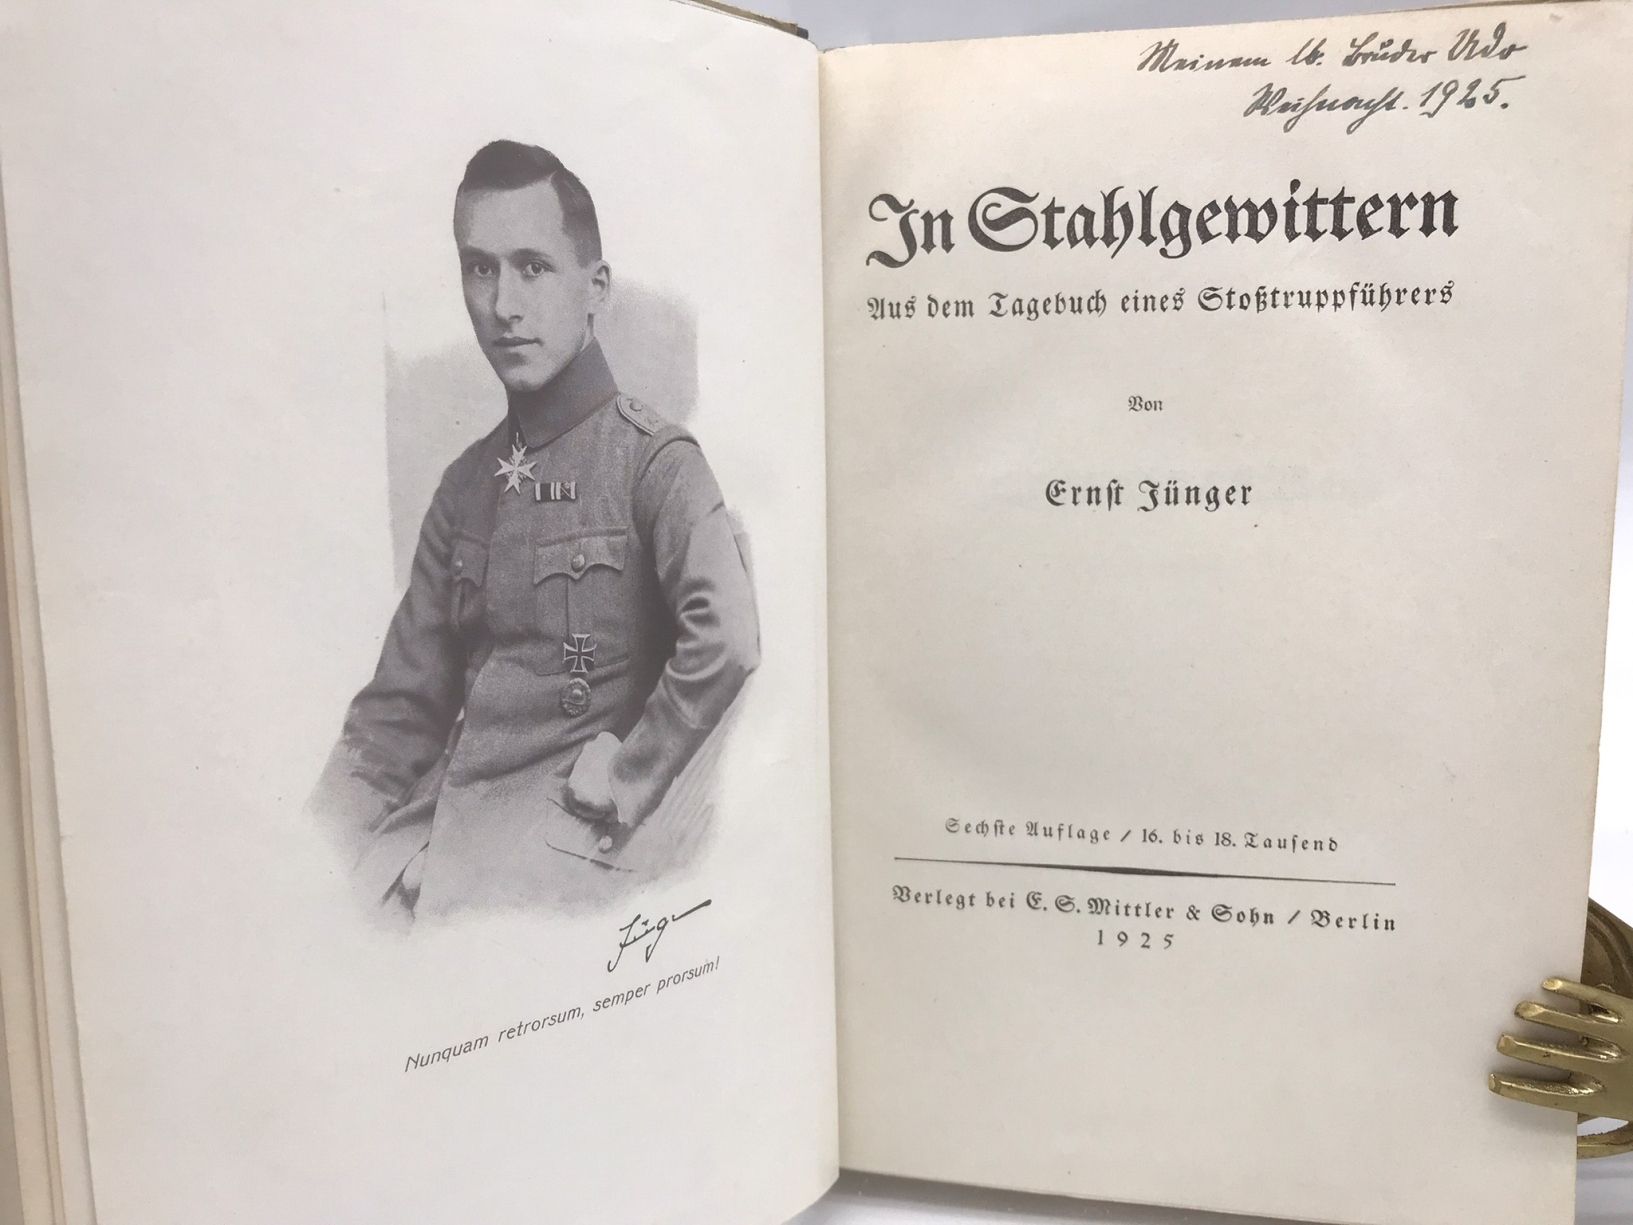 Jünger
Nunquam retrorsum, semper prorsum!
Meinem lb. Bruder Udo
Weihnacht. 1925.
In Stahlgewittern
Aus dem Tagebuch eines Stoßtruppführers
Von
Ernst Jünger
Sechste Auflage / 16. bis 18. Tausend
Verlegt bei E. S. Mittler & Sohn / Berlin
1925